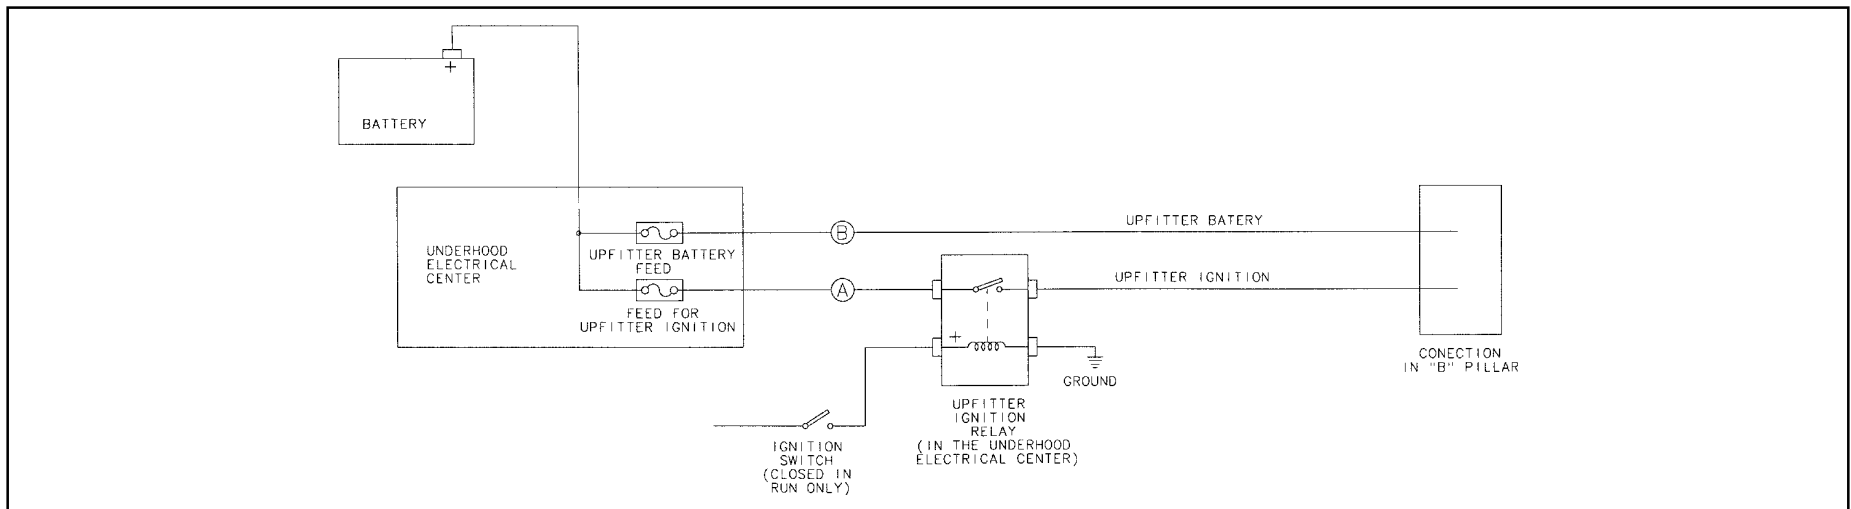 +
BATTERY
UNDERHOOD
ELECTRICAL
CENTER
UPFITTER BATTERY
FEED
FEED FOR
UPFITTER IGNITION
B
A
UPFITTER BATERY
UPFITTER IGNITION
+
GROUND
CONECTION
IN "B" PILLAR
UPFITTER
IGNITION
RELAY
(IN THE UNDERHOOD
ELECTRICAL CENTER)
IGNITION
SWITCH
(CLOSED IN
RUN ONLY)